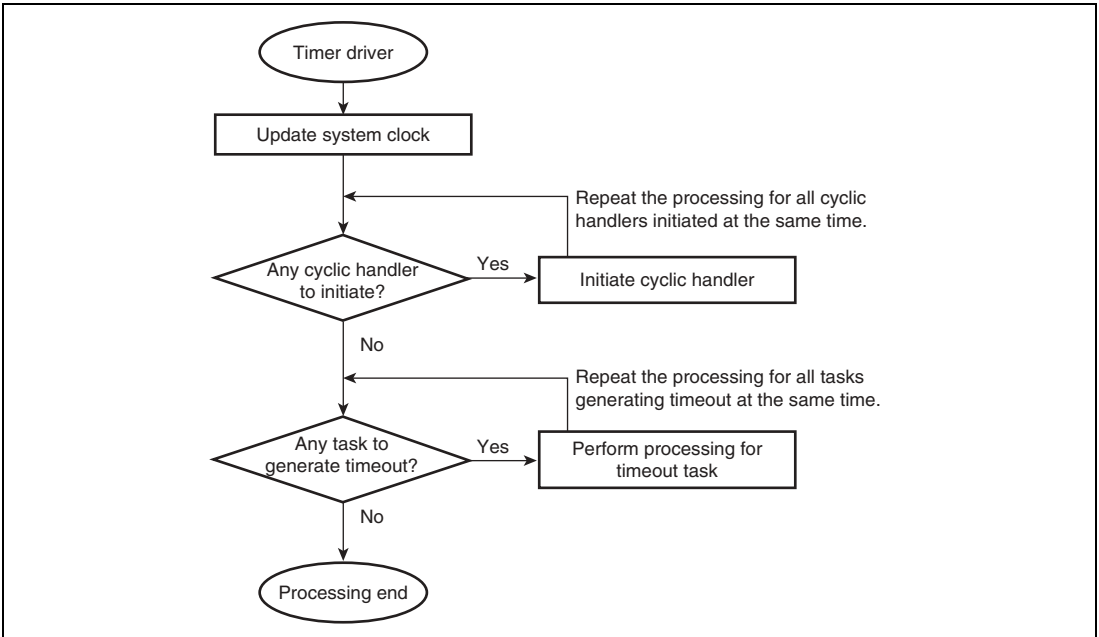 Timer driver
Update system clock
Repeat the processing for all cyclic
handlers initiated at the same time.
Any cyclic handler
to initiate?
Yes
Initiate cyclic handler
No
Repeat the processing for all tasks
generating timeout at the same time.
Any task to
generate timeout?
Yes
Perform processing for
timeout task
No
Processing end